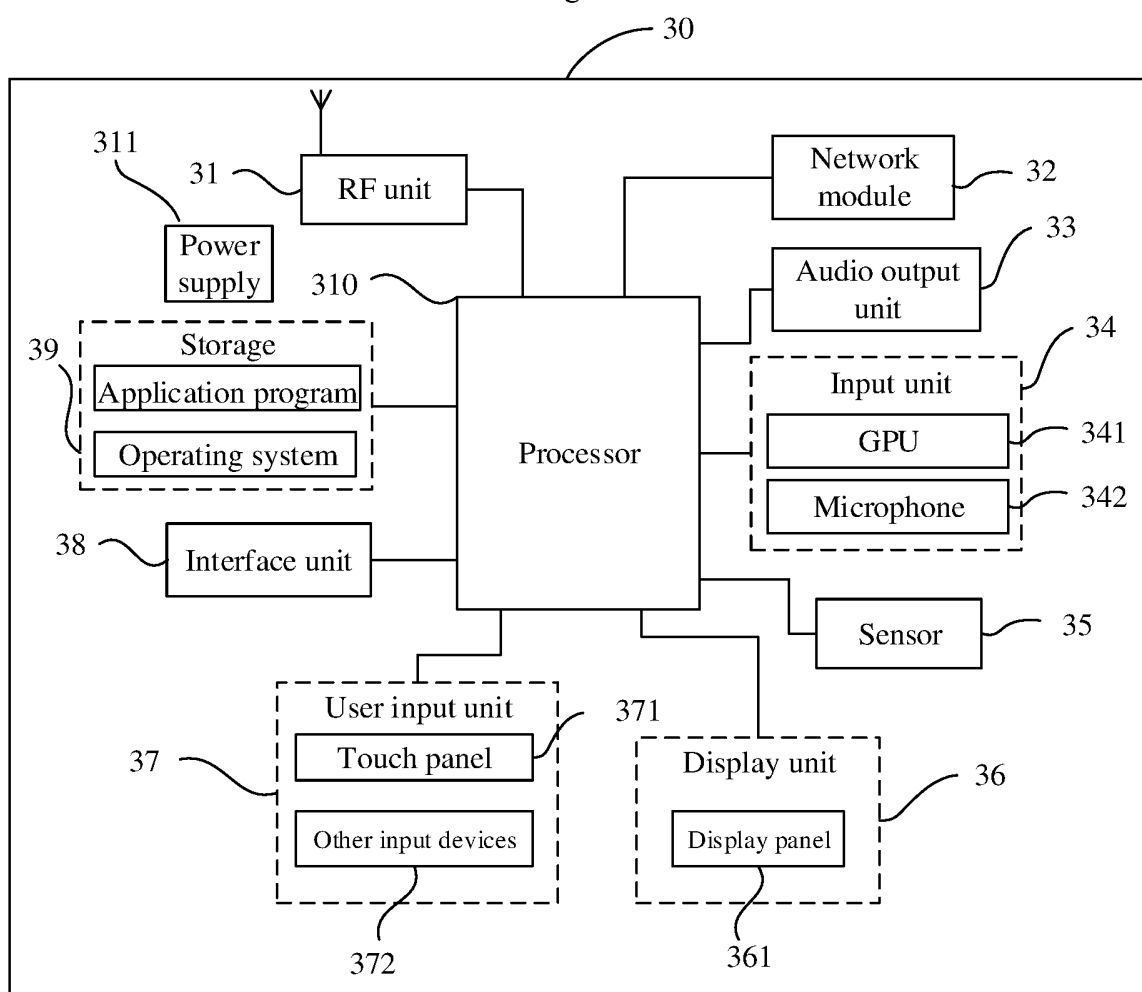 30
311
31
RF unit
Network
module
32
Power
supply
33
Audio output
unit
310
Storage
39
Application program
Operating system
34
Input unit
GPU
341
Microphone
342
Processor
38
Interface unit
Sensor
35
User input unit
371
Touch panel
37
Other input devices
372
Display unit
36
Display panel
361